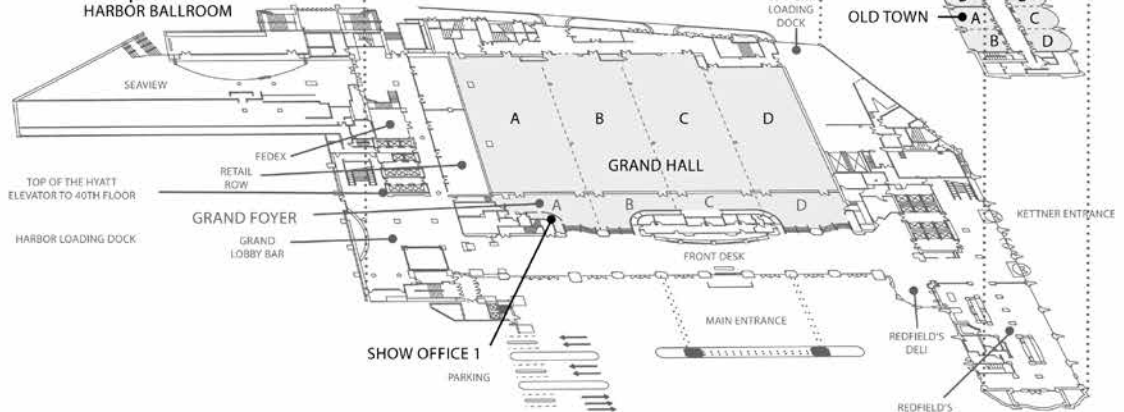 HARBOR BALLROOM
LOADING
DOCK
OLD TOWN
A
C
B
D
SEAVIEW
A
B
C
D
FEDEX
GRAND HALL
RETAIL
ROW
TOP OF THE HYATT
ELEVATOR TO 40TH FLOOR
A
B
C
D
GRAND FOYER
KETTNER ENTRANCE
HARBOR LOADING DOCK
GRAND
LOBBY BAR
FRONT DESK
MAIN ENTRANCE
REDFIELD'S
DELI
SHOW OFFICE 1
PARKING
REDFIELD'S